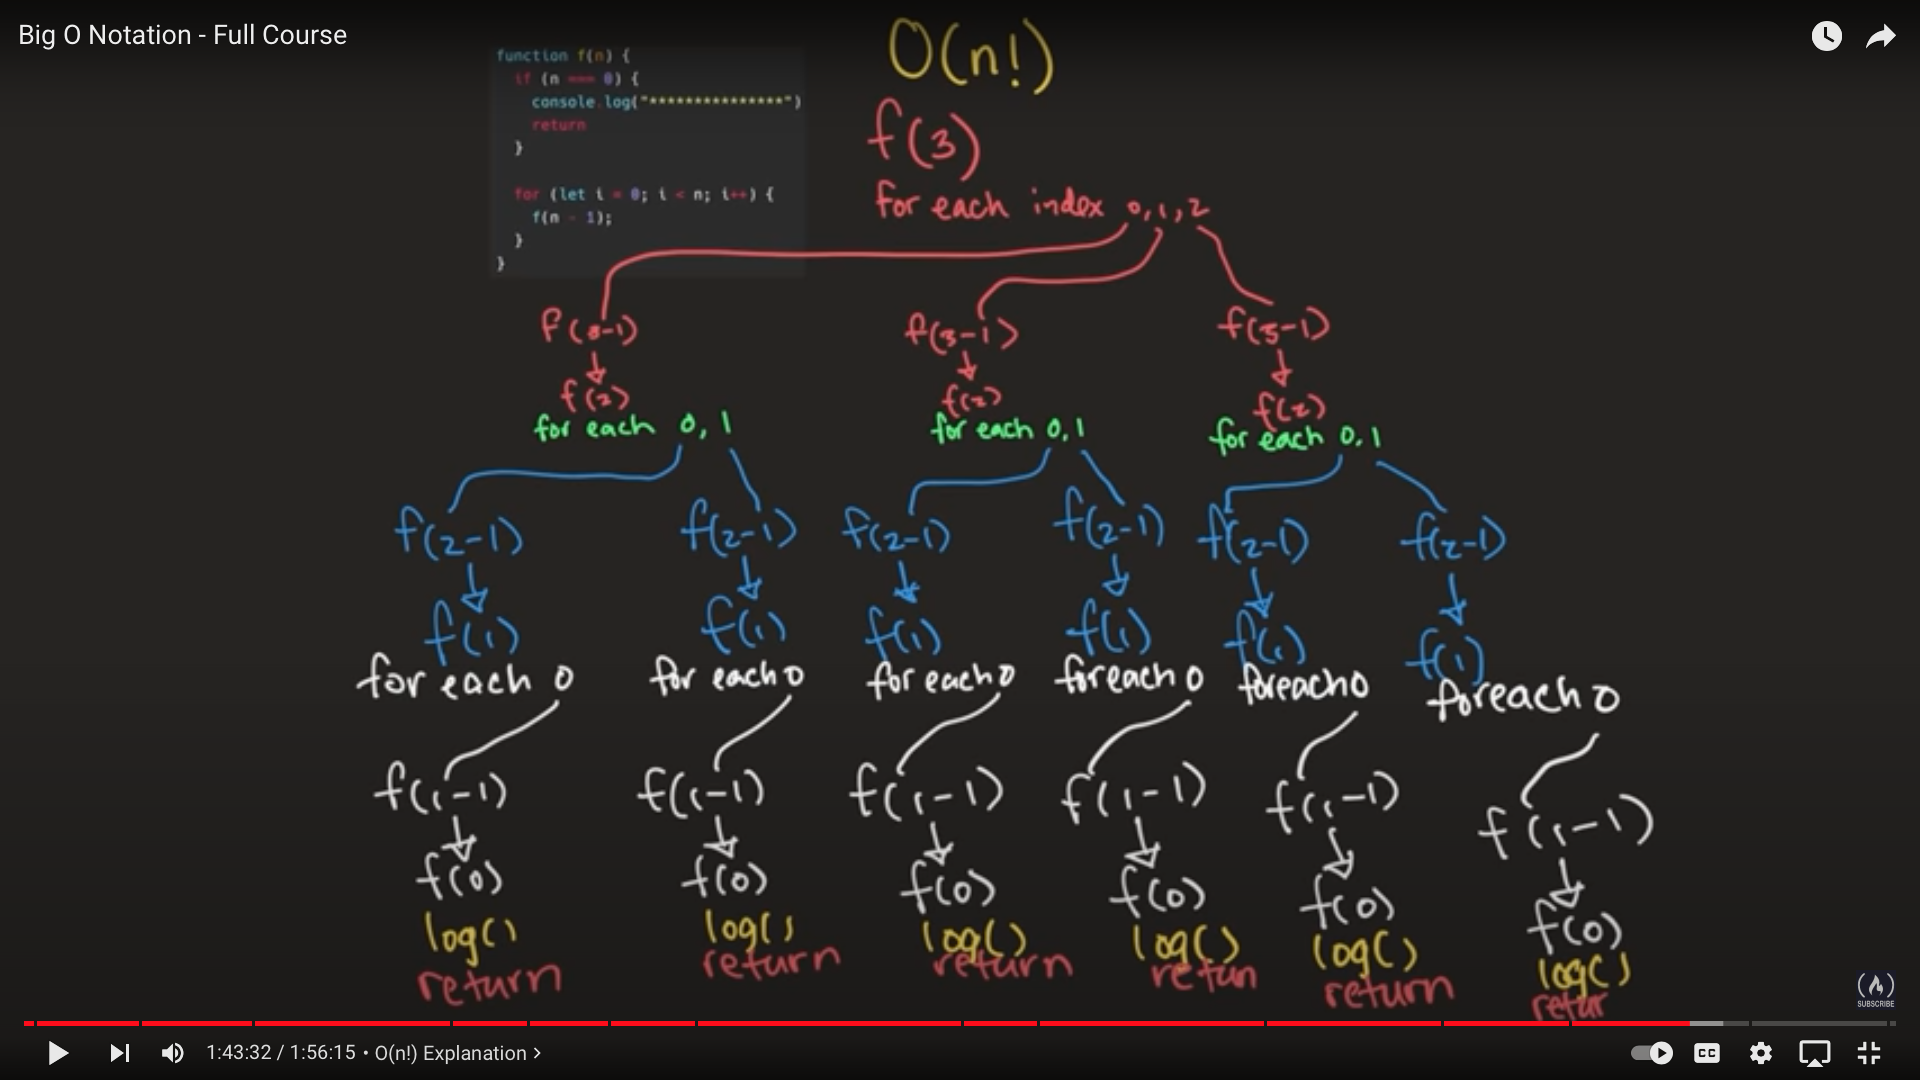 Big O Notation - Full Course
O(n!)
function f(n) {
if (n === 0) {
console.log("***************")
return
}
for (let i = 0; i < n; i++) {
f(n - 1);
}
}
f(3)
for each index 0,1,2
f(3-1) f(3-1) f(3-1)
f(2) f(2) f(2)
for each 0,1 for each 0,1 for each 0,1
f(2-1) f(2-1) f(2-1) f(2-1) f(2-1) f(2-1)
f(1) f(1) f(1) f(1) f(1) f(1)
for each 0 for each 0 for each 0 foreach 0 foreach 0 foreach 0
f(1-1) f(1-1) f(1-1) f(1-1) f(1-1) f(1-1)
f(0) f(0) f(0) f(0) f(0) f(0)
log() log() log() log() log() log()
return return return retun return retur
SUBSCRIBE
1:43:32 / 1:56:15 • O(n!) Explanation >
CC